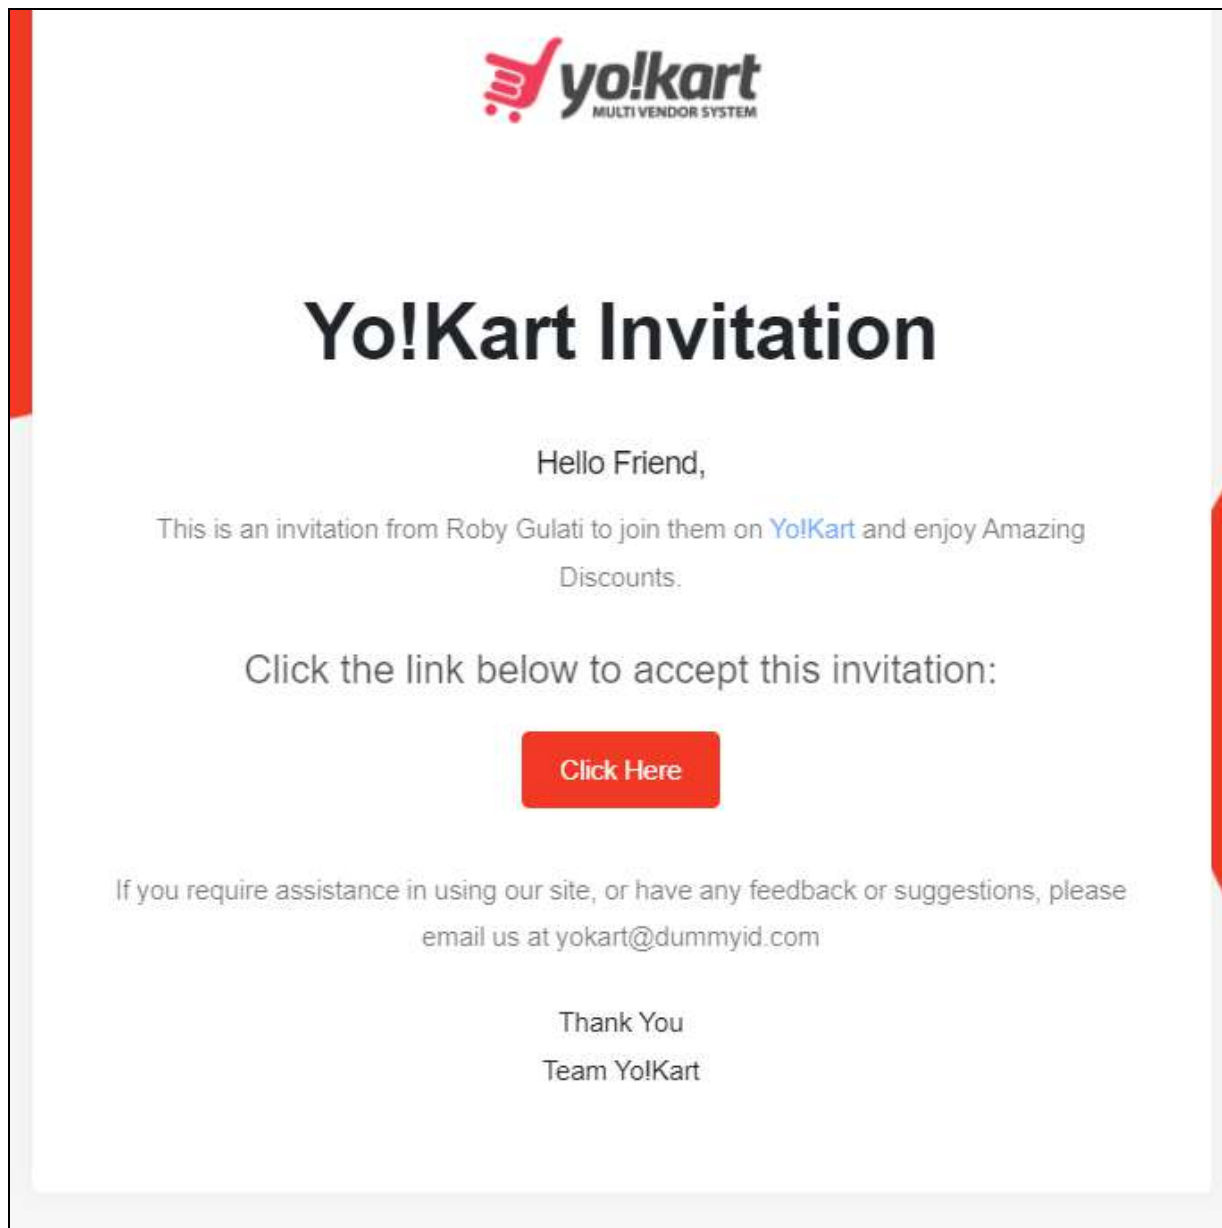 yo!kart
MULTI VENDOR SYSTEM
Yo!Kart Invitation
Hello Friend,
This is an invitation from Roby Gulati to join them on Yo!Kart and enjoy Amazing
Discounts.
Click the link below to accept this invitation:
Click Here
If you require assistance in using our site, or have any feedback or suggestions, please
email us at yokart@dummyid.com
Thank You
Team Yo!Kart